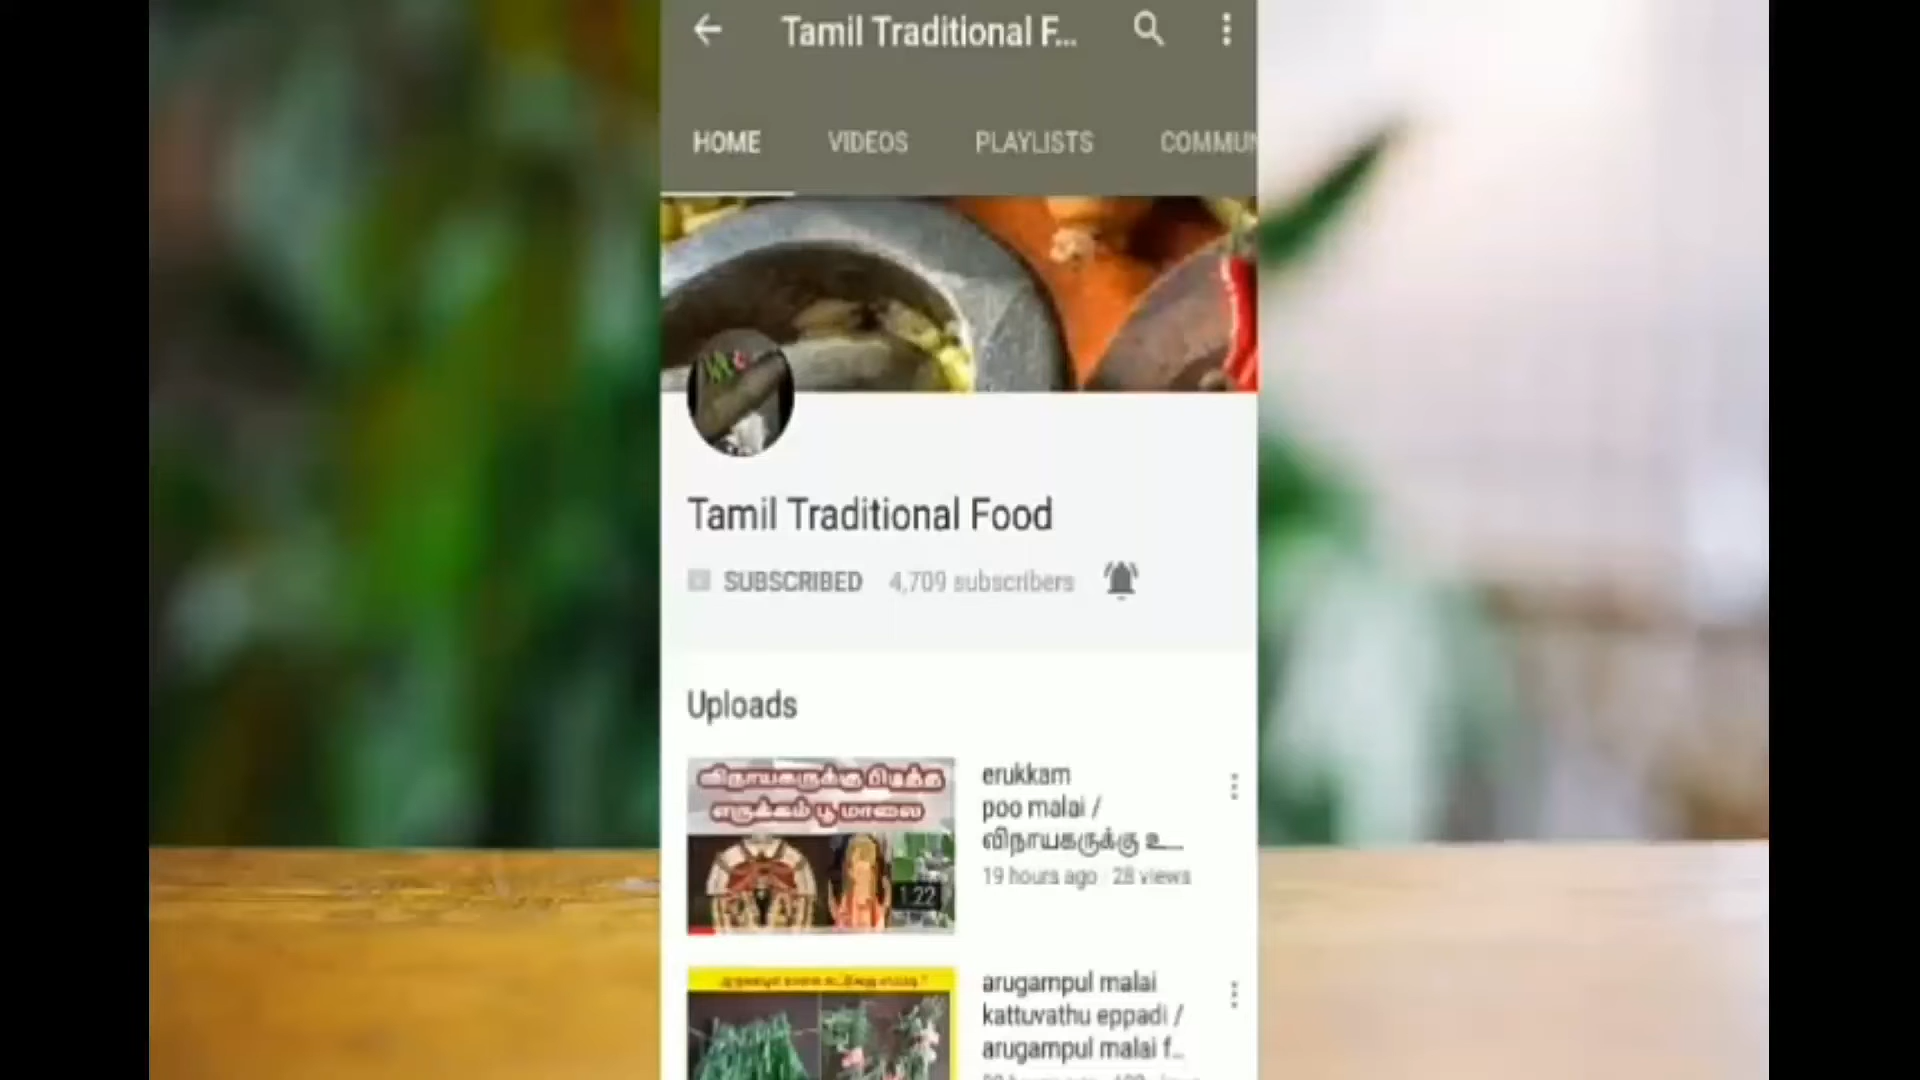 Tamil Traditional F...
HOME VIDEOS PLAYLISTS COMMUN
Tamil Traditional Food
SUBSCRIBED 4,709 subscribers
Uploads
விநாயகருக்கு பிடித்த
எருக்கம் பூ மாலை
1:22
erukkam
poo malai /
விநாயகருக்கு உ...
19 hours ago · 28 views
arugampul malai
kattuvathu eppadi /
arugampul malai f...